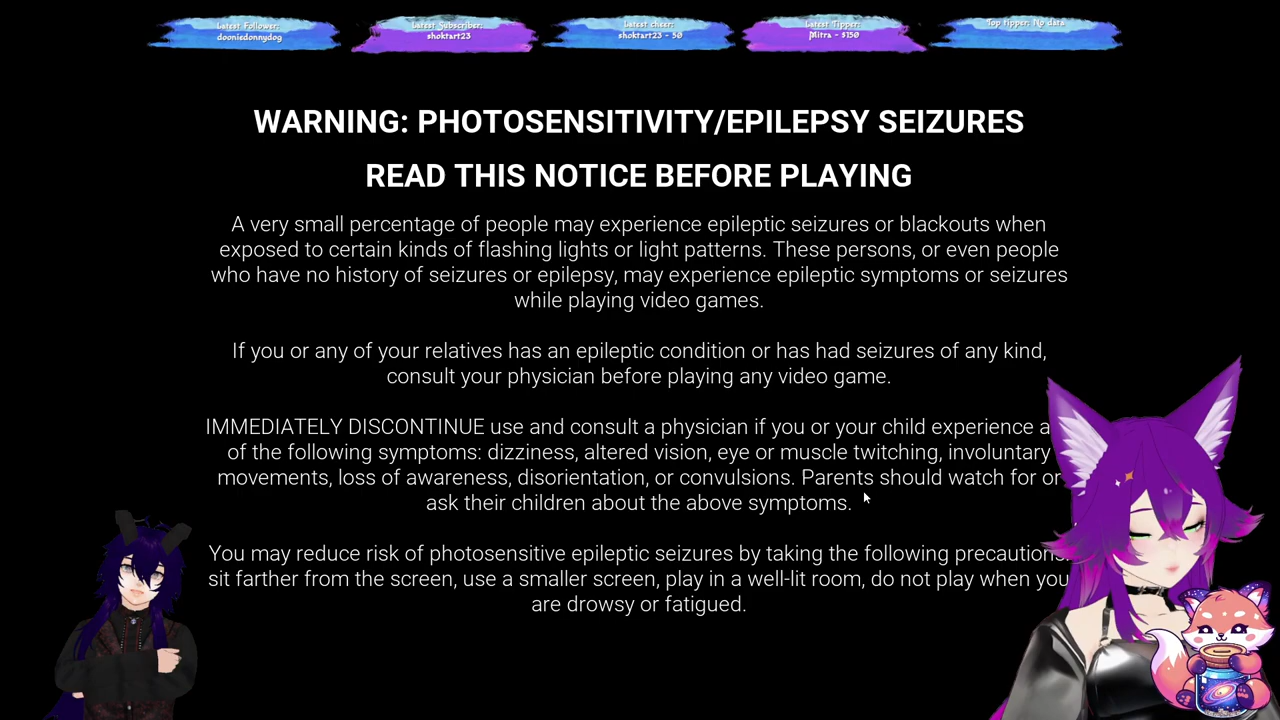 Latest Follower:
dooniedonnydog
Latest Subscriber:
shoktart23
Latest cheer:
shoktart23 - 50
Latest Tipper:
Mitra - $150
Top tipper: No data
WARNING: PHOTOSENSITIVITY/EPILEPSY SEIZURES
READ THIS NOTICE BEFORE PLAYING
A very small percentage of people may experience epileptic seizures or blackouts when
exposed to certain kinds of flashing lights or light patterns. These persons, or even people
who have no history of seizures or epilepsy, may experience epileptic symptoms or seizures
while playing video games.
If you or any of your relatives has an epileptic condition or has had seizures of any kind,
consult your physician before playing any video game.
IMMEDIATELY DISCONTINUE use and consult a physician if you or your child experience
of the following symptoms: dizziness, altered vision, eye or muscle twitching, involuntary
movements, loss of awareness, disorientation, or convulsions. Parents should watch for or
ask their children about the above symptoms.
You may reduce risk of photosensitive epileptic seizures by taking the following precautions:
sit farther from the screen, use a smaller screen, play in a well-lit room, do not play when you
are drowsy or fatigued.